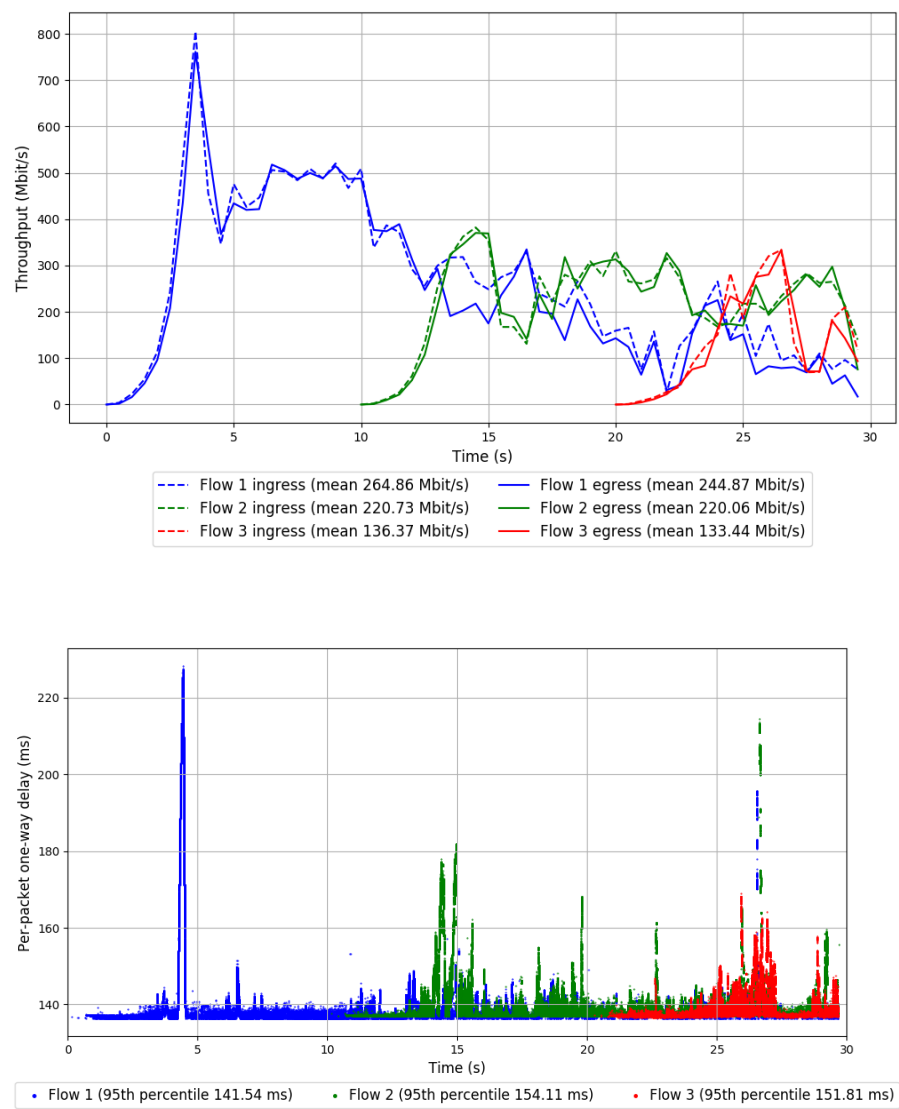 800
700
600
500
400
300
200
100
0
Throughput (Mbit/s)
0 5 10 15 20 25 30
Time (s)
Flow 1 ingress (mean 264.86 Mbit/s) Flow 1 egress (mean 244.87 Mbit/s)
Flow 2 ingress (mean 220.73 Mbit/s) Flow 2 egress (mean 220.06 Mbit/s)
Flow 3 ingress (mean 136.37 Mbit/s) Flow 3 egress (mean 133.44 Mbit/s)
220
200
180
160
140
Per-packet one-way delay (ms)
0 5 10 15 20 25 30
Time (s)
Flow 1 (95th percentile 141.54 ms) Flow 2 (95th percentile 154.11 ms) Flow 3 (95th percentile 151.81 ms)